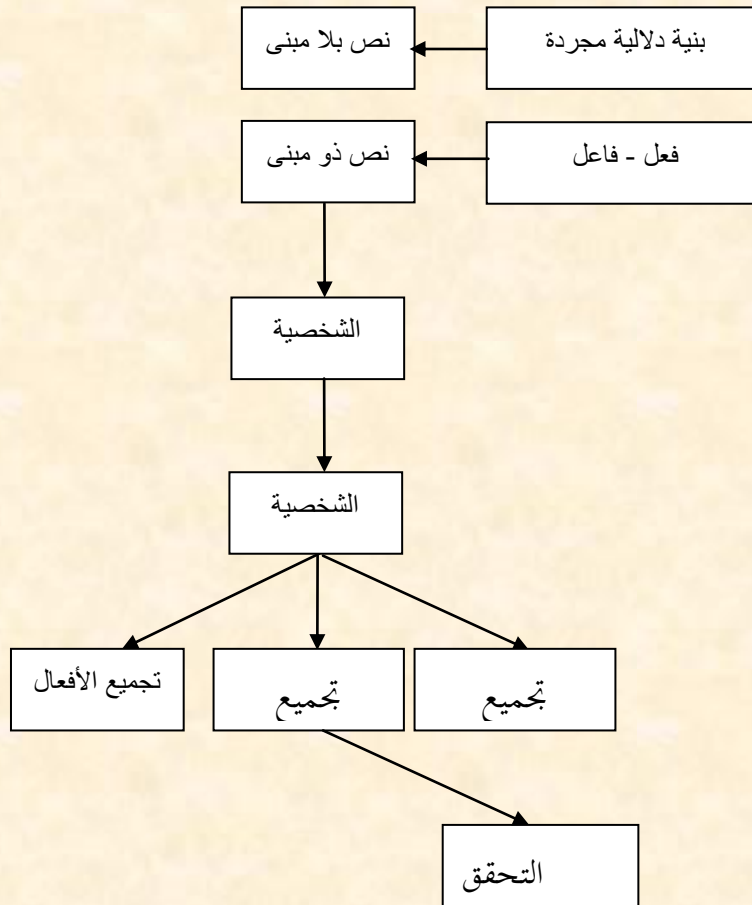 بنية دلالية مجردة
نص بلا مبنى
فعل - فاعل
نص ذو مبنى
الشخصية
الشخصية
تجميع
تجميع
تجميع الأفعال
التحقق